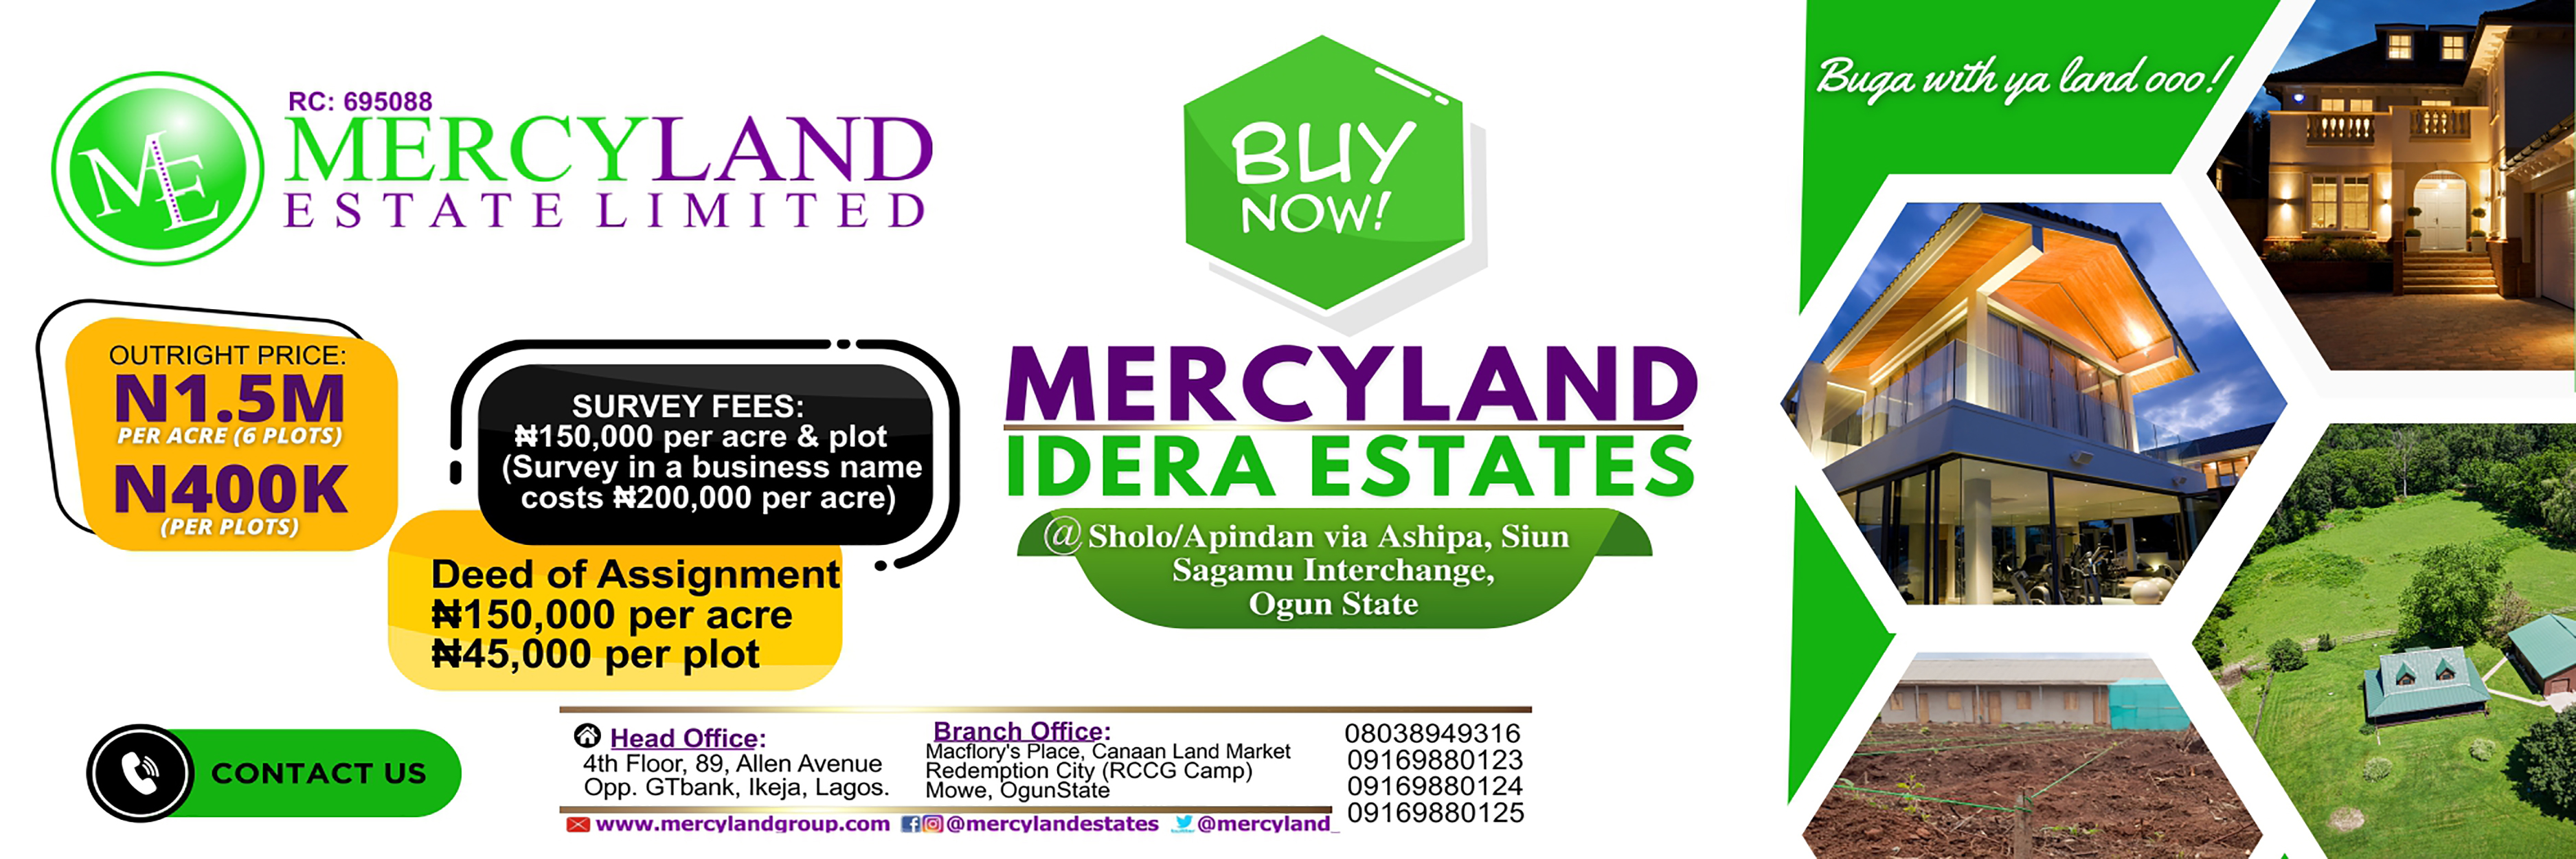 RC: 695088
MERCYLAND
ESTATE LIMITED
MLE
OUTRIGHT PRICE:
N1.5M
PER ACRE (6 PLOTS)
N400K
(PER PLOTS)
SURVEY FEES:
₦150,000 per acre & plot
(Survey in a business name
costs ₦200,000 per acre)
Deed of Assignment
₦150,000 per acre
₦45,000 per plot
CONTACT US
BUY
NOW!
MERCYLAND
IDERA ESTATES
@ Sholo/Apindan via Ashipa, Siun
Sagamu Interchange,
Ogun State
Head Office:
4th Floor, 89, Allen Avenue
Opp. GTbank, Ikeja, Lagos.
Branch Office:
Macflory's Place, Canaan Land Market
Redemption City (RCCG Camp)
Mowe, OgunState
08038949316
09169880123
09169880124
09169880125
www.mercylandgroup.com @mercylandestates @mercyland_
Buga with ya land ooo!